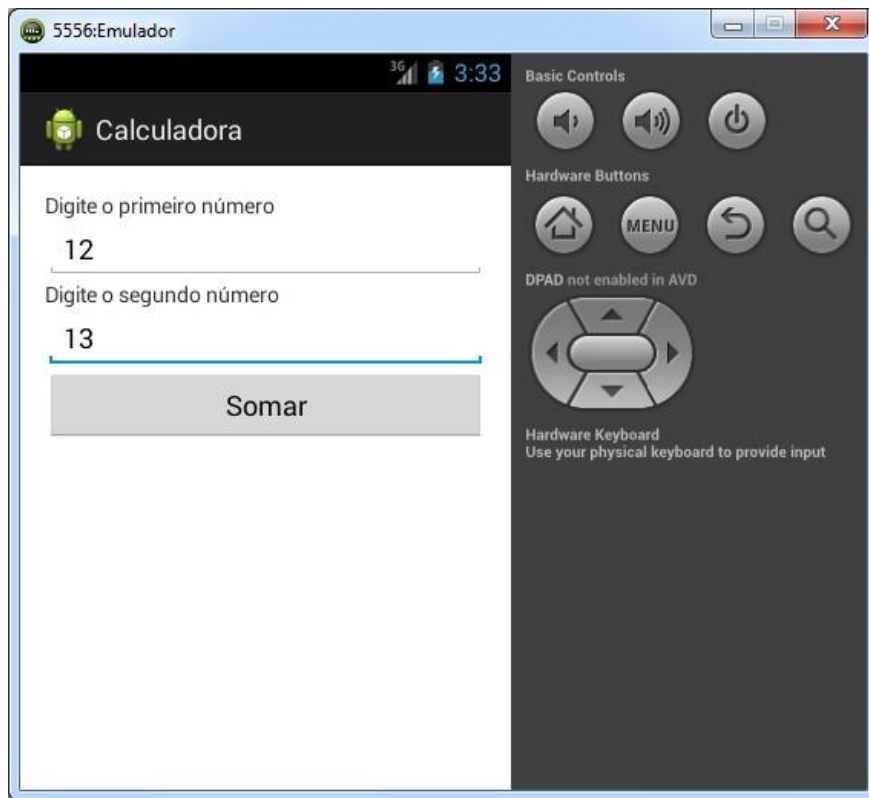 5556:Emulador
3G 3:33
Calculadora
Digite o primeiro número
12
Digite o segundo número
13
Somar
Basic Controls
Hardware Buttons
MENU
DPAD not enabled in AVD
Hardware Keyboard
Use your physical keyboard to provide input